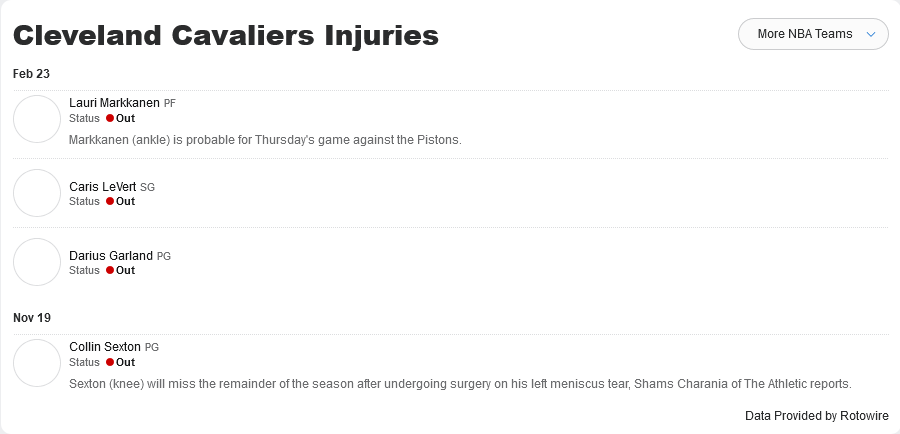 Cleveland Cavaliers Injuries
More NBA Teams
Feb 23
Lauri Markkanen PF
Status Out
Markkanen (ankle) is probable for Thursday's game against the Pistons.
Caris LeVert SG
Status Out
Darius Garland PG
Status Out
Nov 19
Collin Sexton PG
Status Out
Sexton (knee) will miss the remainder of the season after undergoing surgery on his left meniscus tear, Shams Charania of The Athletic reports.
Data Provided by Rotowire